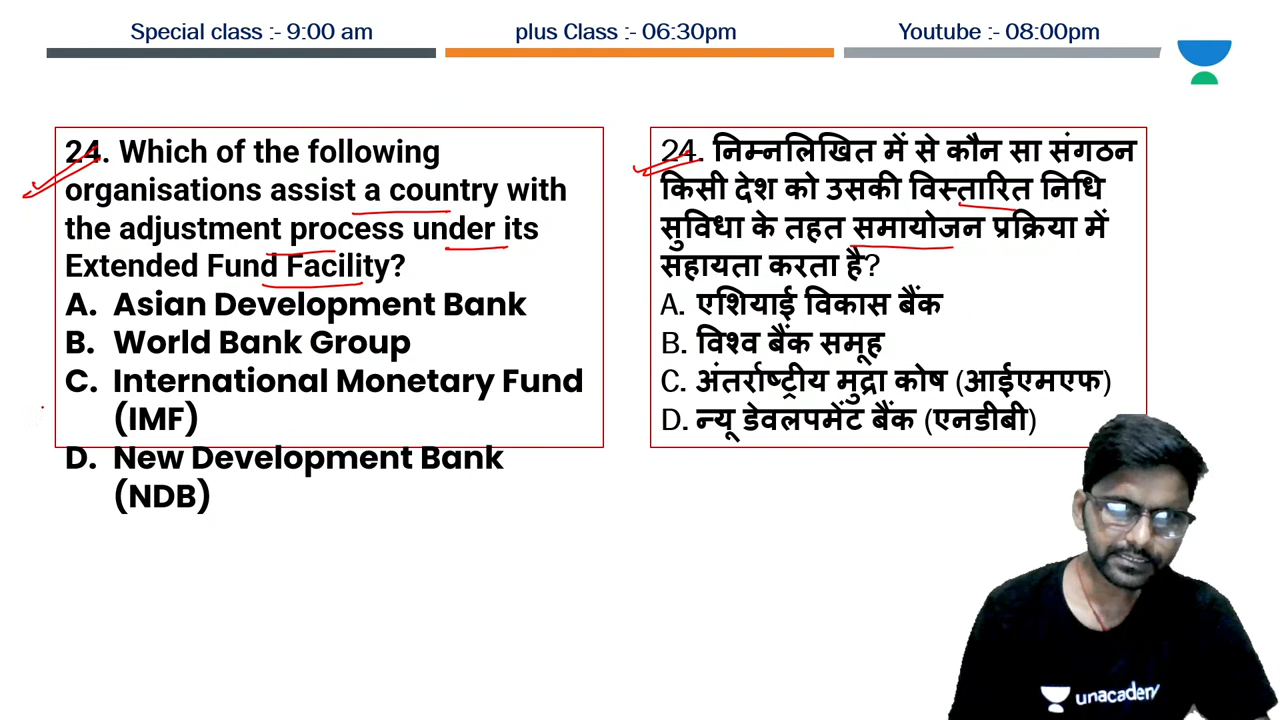 Special class :- 9:00 am
plus Class :- 06:30pm
Youtube :- 08:00pm
24. Which of the following
organisations assist a country with
the adjustment process under its
Extended Fund Facility?
A. Asian Development Bank
B. World Bank Group
C. International Monetary Fund
(IMF)
D. New Development Bank
(NDB)
24. निम्नलिखित में से कौन सा संगठन
किसी देश को उसकी विस्तारित निधि
सुविधा के तहत समायोजन प्रक्रिया में
सहायता करता है?
A. एशियाई विकास बैंक
B. विश्व बैंक समूह
C. अंतर्राष्ट्रीय मुद्रा कोष (आईएमएफ)
D. न्यू डेवलपमेंट बैंक (एनडीबी)
unacademy